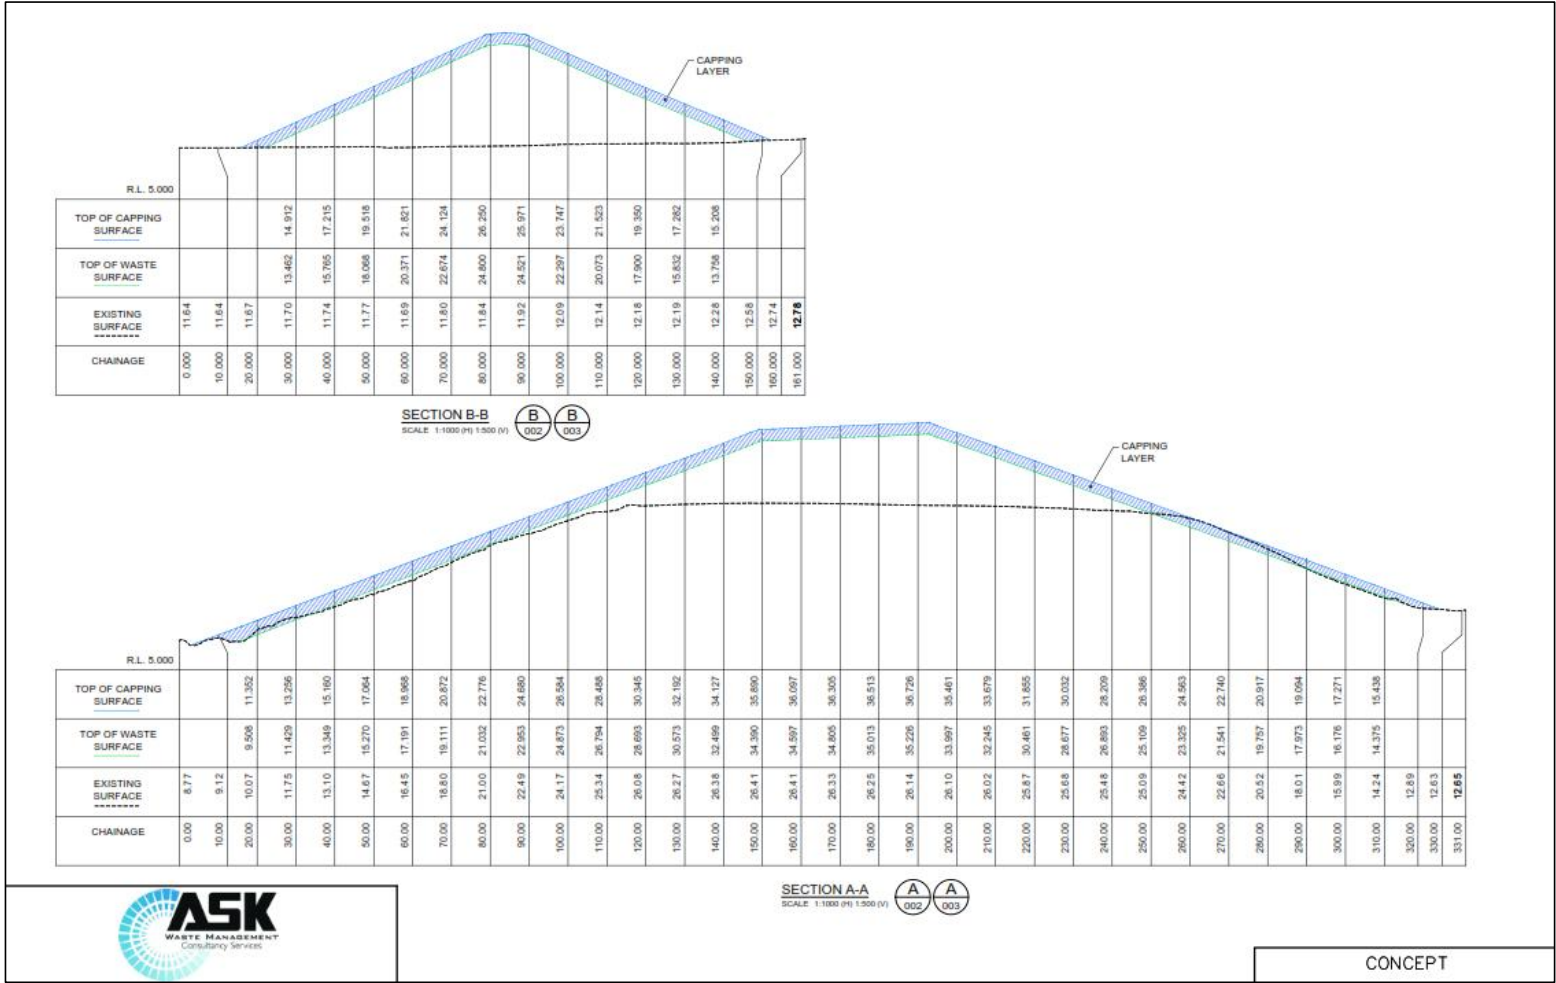 CAPPING
LAYER
R.L. 5.000
TOP OF CAPPING
SURFACE
14.912 17.215 19.518 21.821 24.124 26.250 25.971 23.747 21.523 19.350 17.282 15.208
TOP OF WASTE
SURFACE
13.462 15.765 18.068 20.371 22.674 24.800 24.521 22.297 20.073 17.900 15.832 13.758
EXISTING
SURFACE
11.64 11.64 11.67 11.70 11.74 11.77 11.69 11.80 11.84 11.92 12.09 12.14 12.18 12.19 12.28 12.58 12.74 12.78
CHAINAGE
0.000 10.000 20.000 30.000 40.000 50.000 60.000 70.000 80.000 90.000 100.000 110.000 120.000 130.000 140.000 150.000 160.000 161.000
SECTION B-B
SCALE 1:1000 (H) 1:500 (V)
B
002
B
003
CAPPING
LAYER
R.L. 5.000
TOP OF CAPPING
SURFACE
11.352 13.256 15.160 17.064 18.968 20.872 22.776 24.680 26.584 28.488 30.345 32.192 34.127 35.890 36.097 36.305 36.513 36.726 35.461 33.679 31.855 30.032 28.209 26.386 24.563 22.740 20.917 19.094 17.271 15.438
TOP OF WASTE
SURFACE
9.508 11.429 13.349 15.270 17.191 19.111 21.032 22.953 24.873 26.794 28.693 30.573 32.499 34.390 34.597 34.805 35.013 35.226 33.997 32.245 30.461 28.677 26.893 25.109 23.325 21.541 19.757 17.973 16.176 14.375
EXISTING
SURFACE
8.77 9.12 10.07 11.75 13.10 14.67 16.45 18.80 21.00 22.49 24.17 25.34 26.08 26.27 26.38 26.41 26.41 26.33 26.25 26.14 26.10 26.02 25.87 25.68 25.48 25.09 24.42 22.66 20.52 18.01 15.99 14.24 12.89 12.63 12.65
CHAINAGE
0.00 10.00 20.00 30.00 40.00 50.00 60.00 70.00 80.00 90.00 100.00 110.00 120.00 130.00 140.00 150.00 160.00 170.00 180.00 190.00 200.00 210.00 220.00 230.00 240.00 250.00 260.00 270.00 280.00 290.00 300.00 310.00 320.00 330.00 331.00
SECTION A-A
SCALE 1:1000 (H) 1:500 (V)
A
002
A
003
ASK
WASTE MANAGEMENT
Consultancy Services
CONCEPT